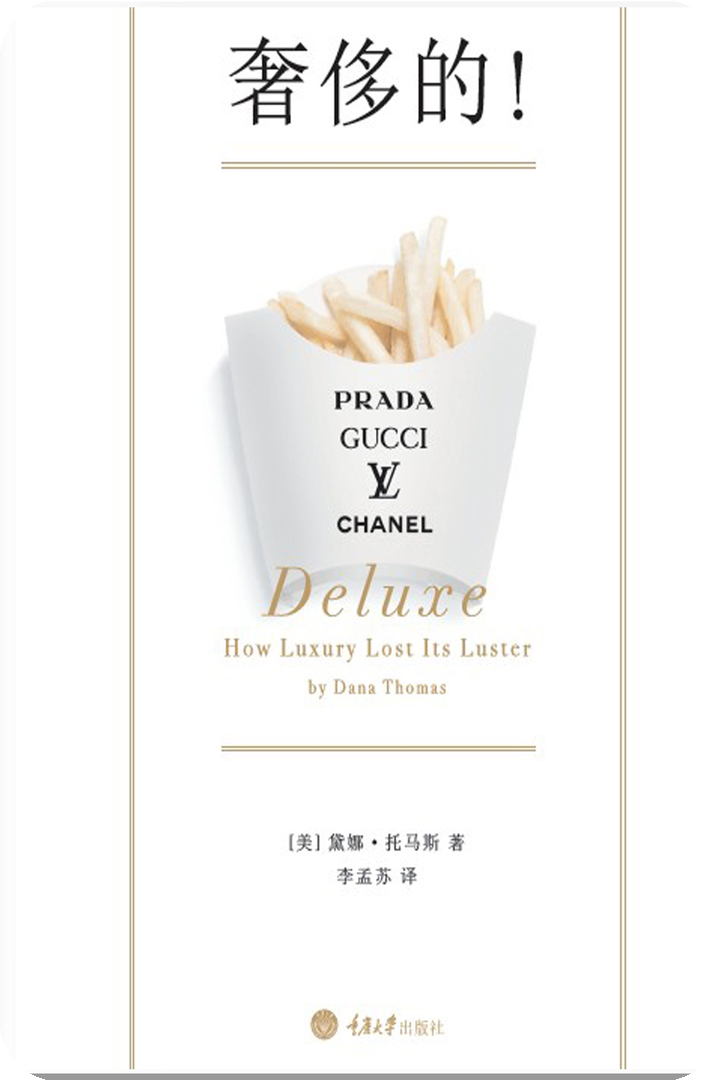 奢侈的!
PRADA
GUCCI
LV
CHANEL
Deluxe
How Luxury Lost Its Luster
by Dana Thomas
[美] 黛娜·托马斯 著
李孟苏 译
重庆大学出版社